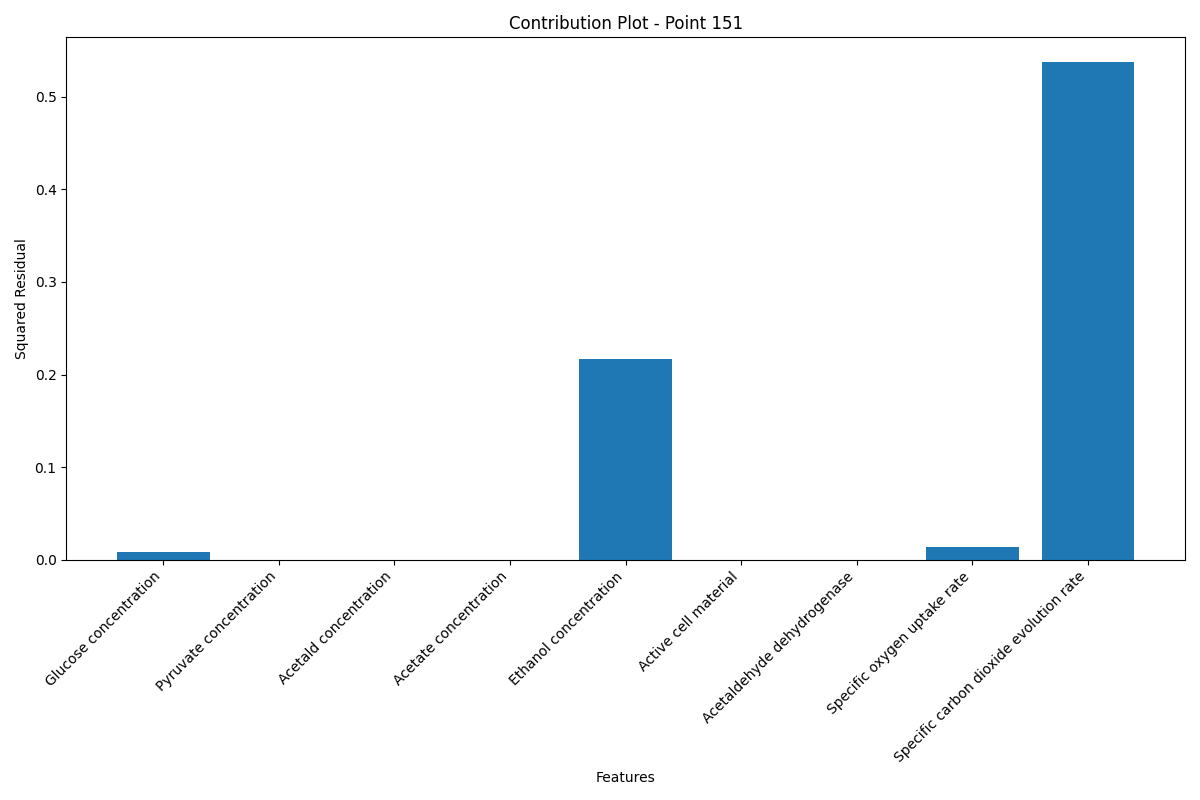 Contribution Plot - Point 151
Squared Residual
0.5
0.4
0.3
0.2
0.1
0.0
Glucose concentration
Pyruvate concentration
Acetald concentration
Acetate concentration
Ethanol concentration
Active cell material
Acetaldehyde dehydrogenase
Specific oxygen uptake rate
Specific carbon dioxide evolution rate
Features